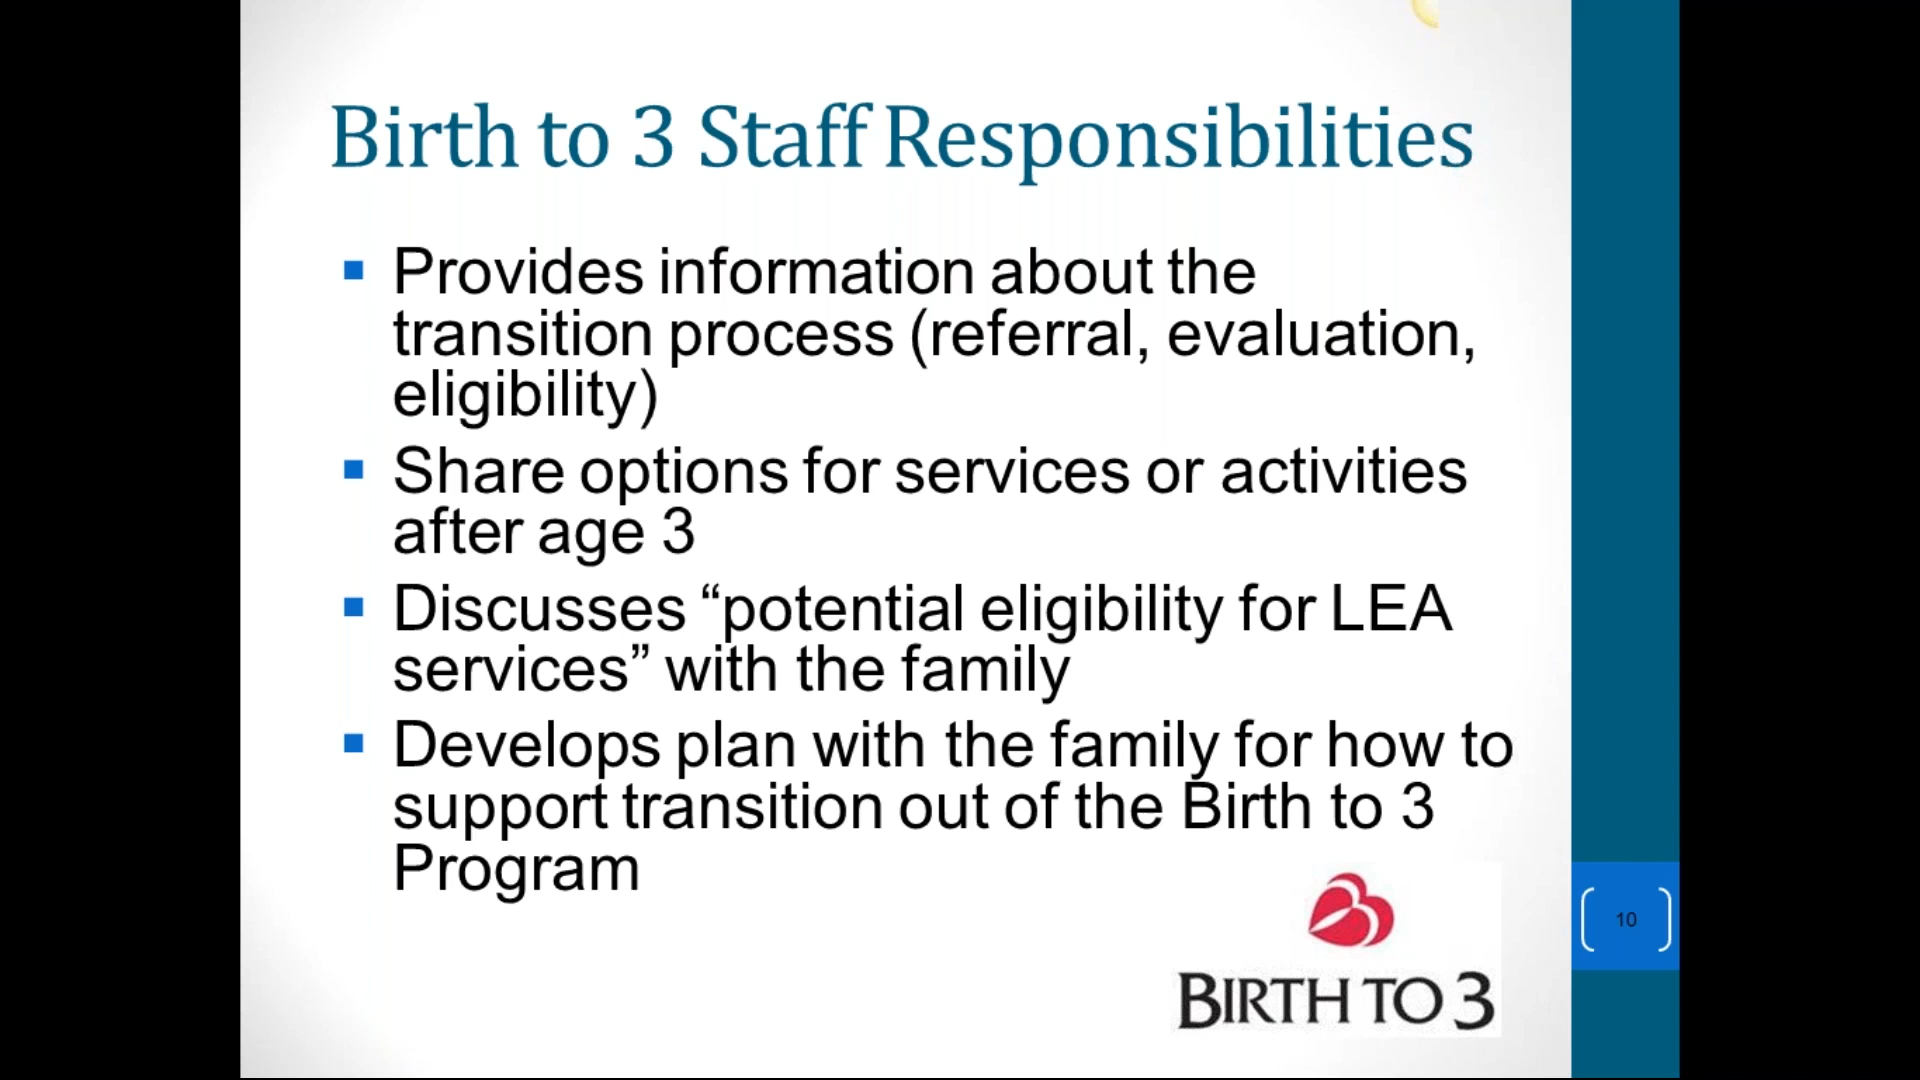 Birth to 3 Staff Responsibilities
▪ Provides information about the
transition process (referral, evaluation,
eligibility)
▪ Share options for services or activities
after age 3
▪ Discusses “potential eligibility for LEA
services” with the family
▪ Develops plan with the family for how to
support transition out of the Birth to 3
Program
BIRTH TO 3
10